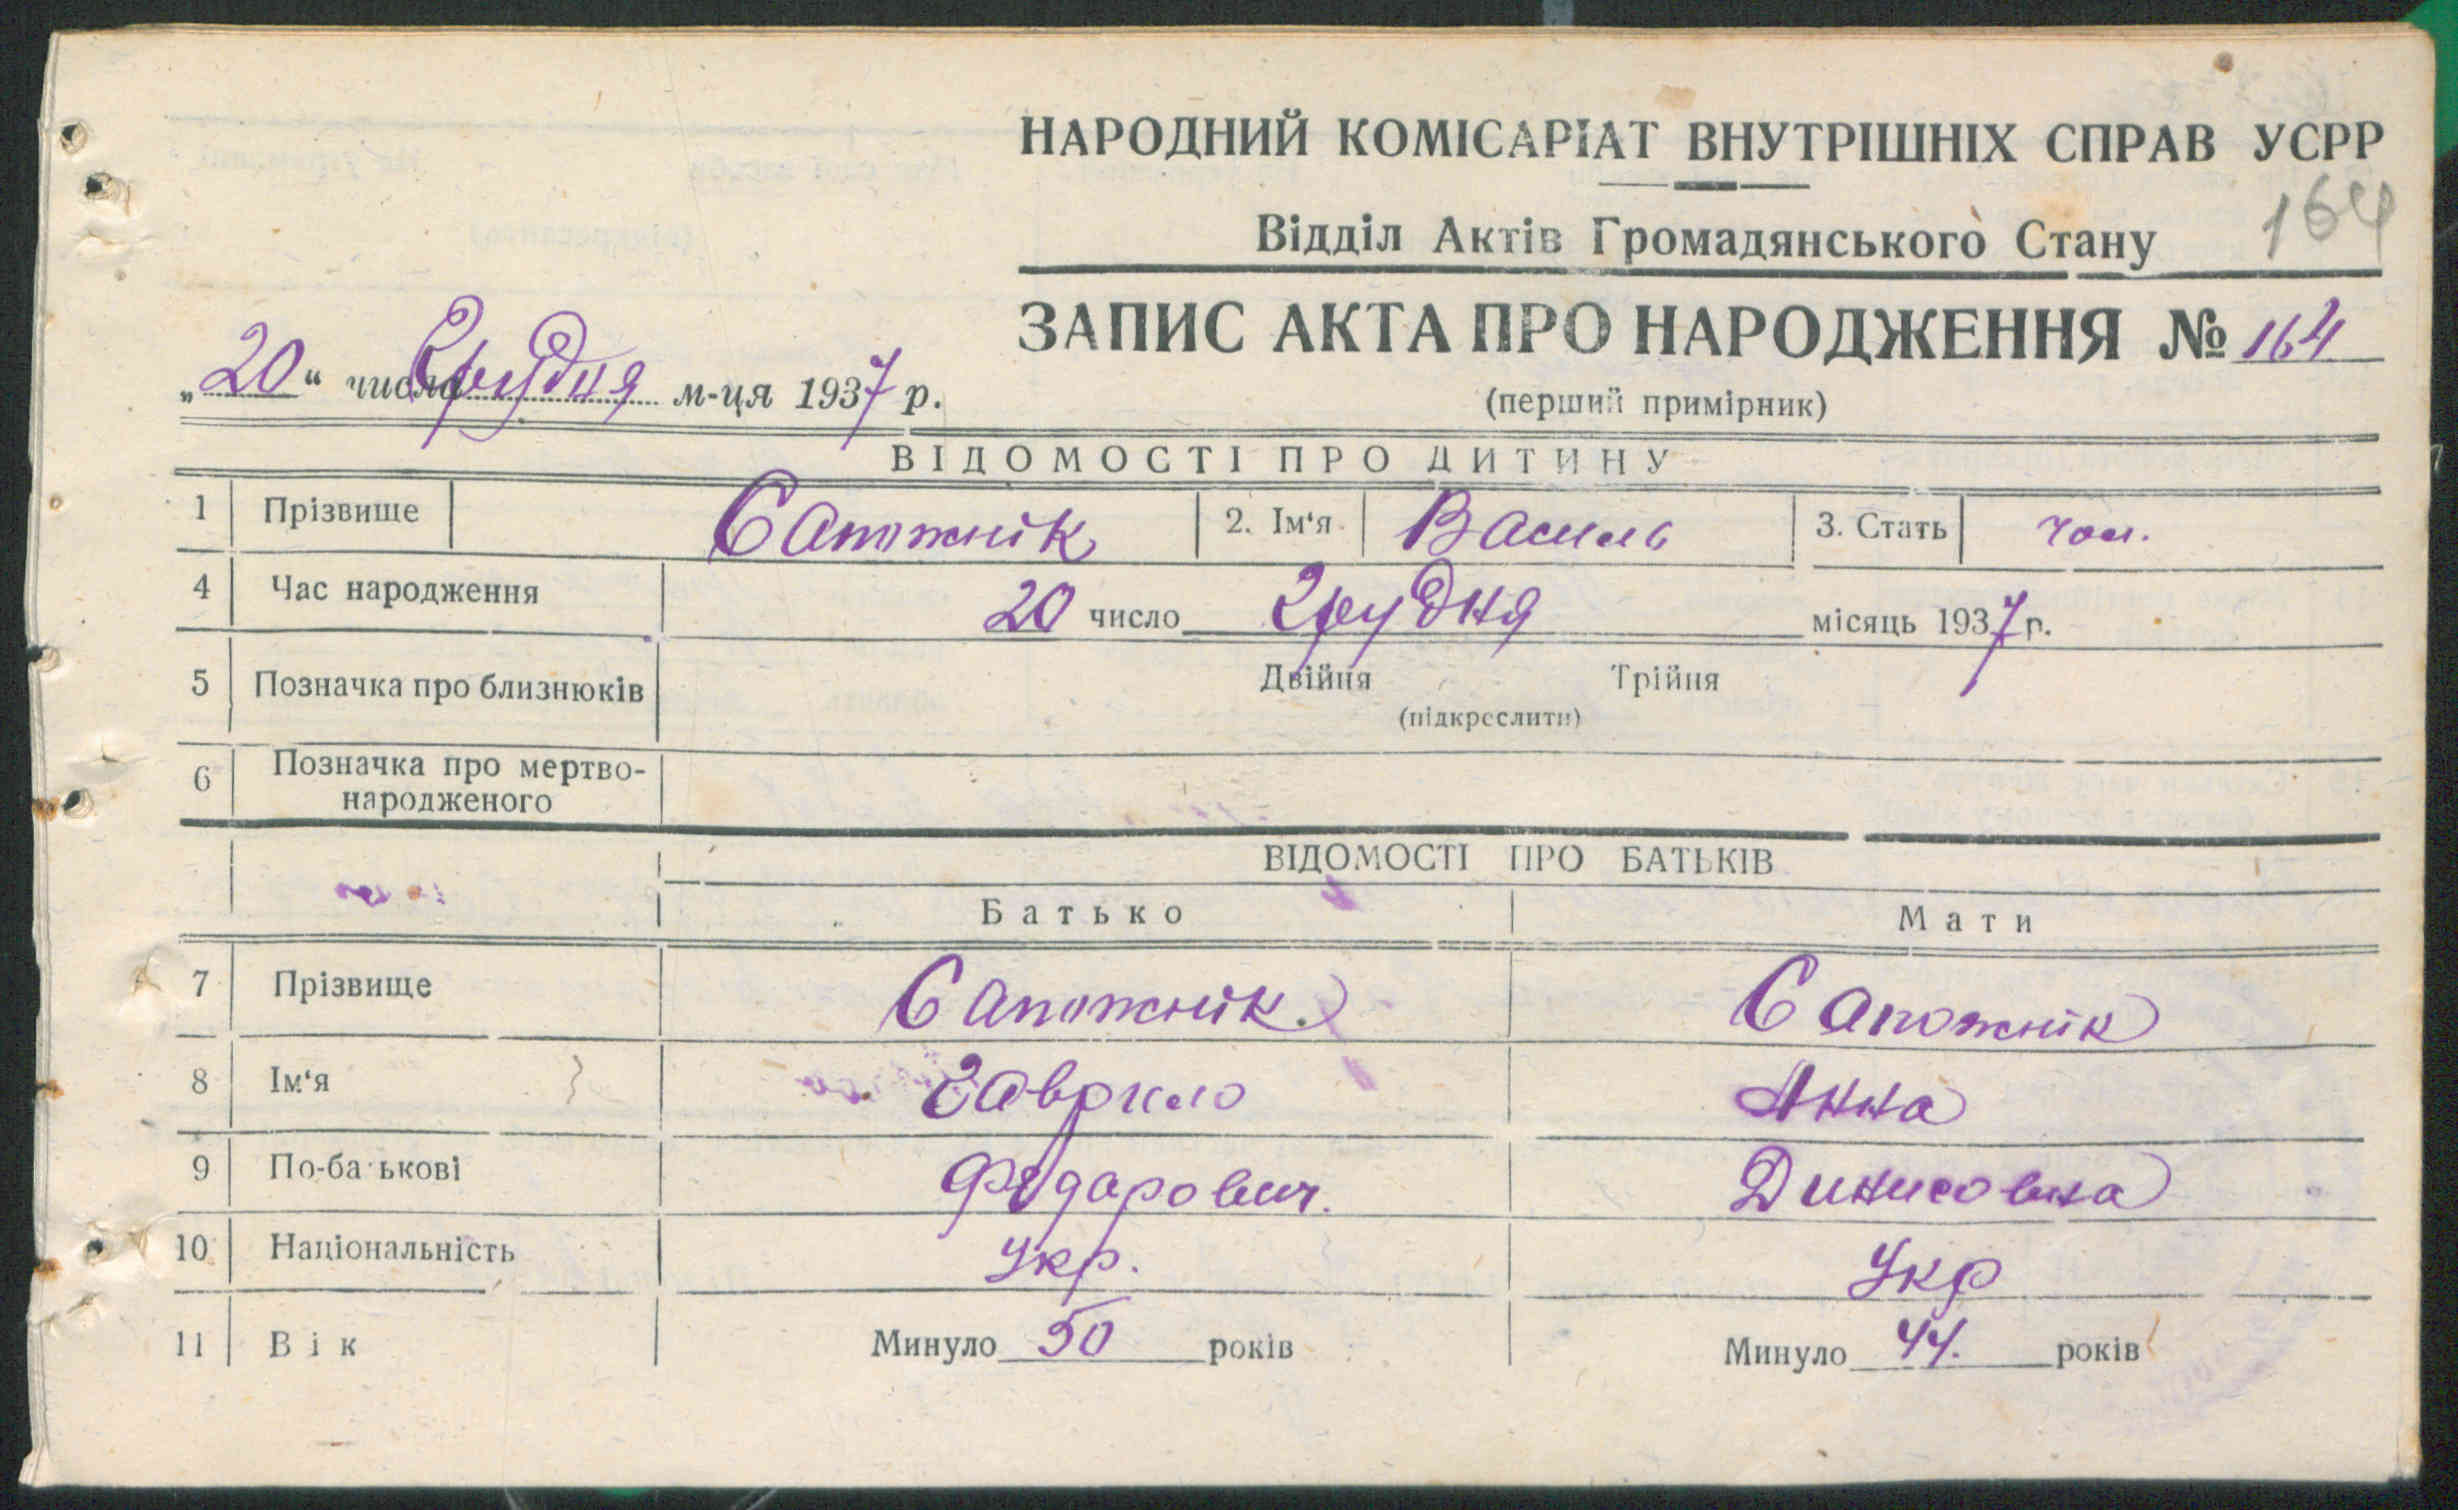 НАРОДНИЙ КОМІСАРІАТ ВНУТРІШНІХ СПРАВ УСРР
164
Відділ Актів Громадянського Стану
ЗАПИС АКТА ПРО НАРОДЖЕННЯ № 164
„20“ числа Грудня м-ця 1937 р.
(перший примірник)
ВІДОМОСТІ ПРО ДИТИНУ
1 Прізвище Сапожнік 2. Ім‘я Василь 3. Стать чол.
4 Час народження 20 число Грудня місяць 1937 р.
5 Позначка про близнюків Двійня Трійня
(підкреслити)
6 Позначка про мертво-
народженого
ВІДОМОСТІ ПРО БАТЬКІВ
Батько Мати
7 Прізвище Сапожнік Сапожнік
8 Ім‘я Гаврило Анна
9 По-батькові Фёдарович. Динисовна
10 Національність Укр. Укр
11 Вік Минуло 50 років Минуло 44. років